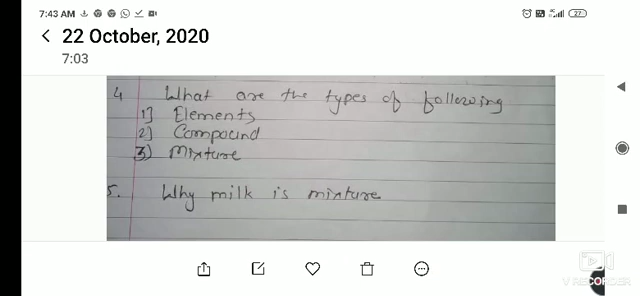 7:43 AM
27
22 October, 2020
7:03
4 What are the types of following
1] Elements
2] Compound
3) Mixture
5. Why milk is mixture
V RECORDER